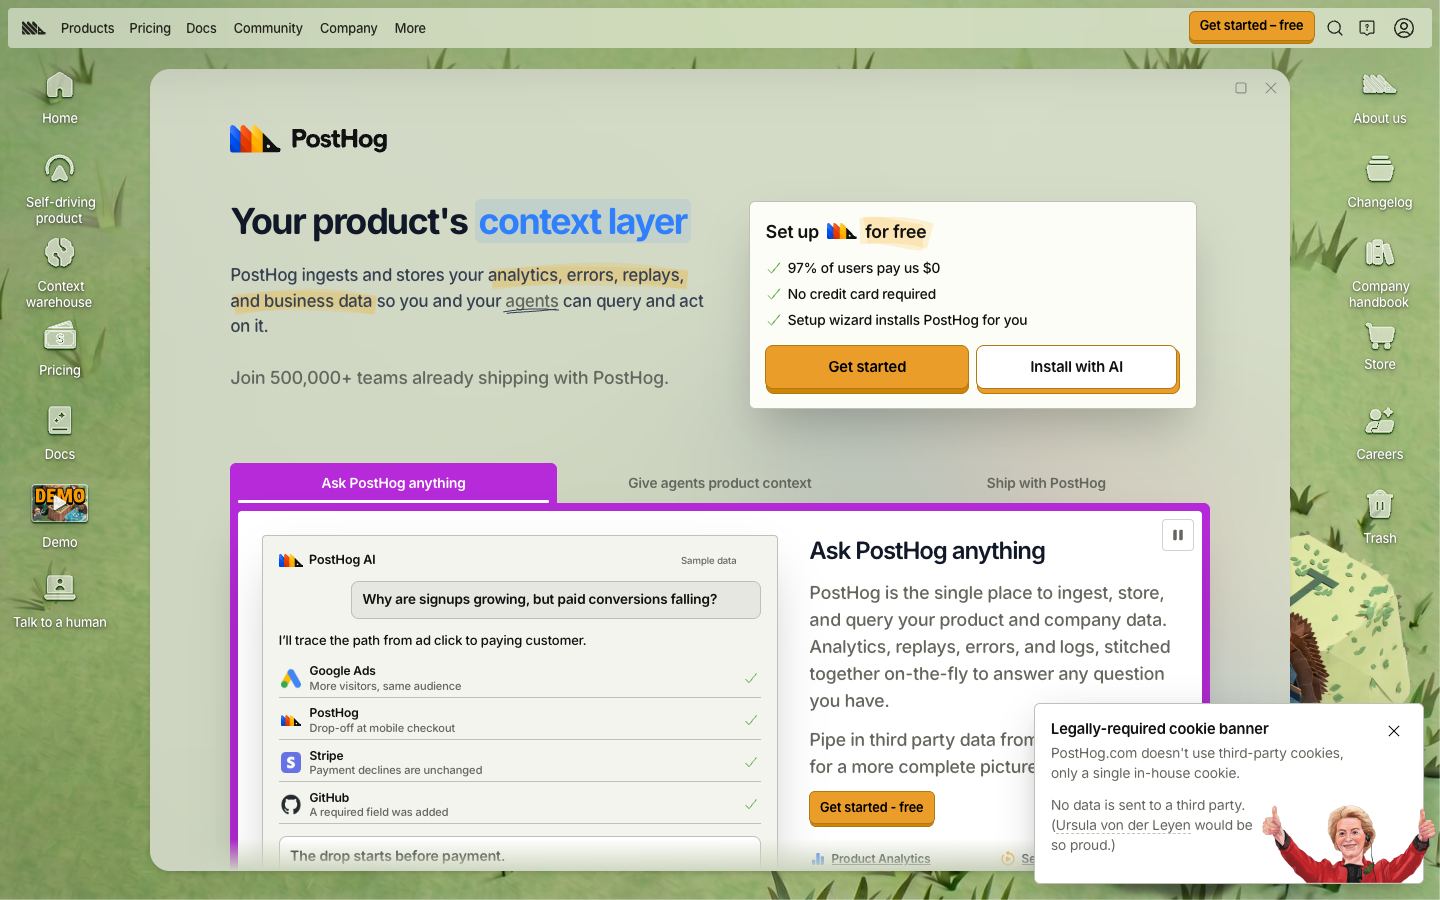 Products
Pricing
Docs
Community
Company
More
Get started – free
Home
Self-driving
product
Context
warehouse
Pricing
Docs
DEMO
Demo
Talk to a human
About us
Changelog
Company
handbook
Store
Careers
Trash
PostHog
Your product's context layer
PostHog ingests and stores your analytics, errors, replays,
and business data so you and your agents can query and act
on it.
Join 500,000+ teams already shipping with PostHog.
Set up for free
97% of users pay us $0
No credit card required
Setup wizard installs PostHog for you
Get started
Install with AI
Ask PostHog anything
Give agents product context
Ship with PostHog
PostHog AI
Sample data
Why are signups growing, but paid conversions falling?
I'll trace the path from ad click to paying customer.
Google Ads
More visitors, same audience
PostHog
Drop-off at mobile checkout
Stripe
Payment declines are unchanged
GitHub
A required field was added
The drop starts before payment.
Ask PostHog anything
PostHog is the single place to ingest, store,
and query your product and company data.
Analytics, replays, errors, and logs, stitched
together on-the-fly to answer any question
you have.
Pipe in third party data from
for a more complete picture
Get started - free
Product Analytics
Se
Legally-required cookie banner
PostHog.com doesn't use third-party cookies,
only a single in-house cookie.
No data is sent to a third party.
(Ursula von der Leyen would be
so proud.)